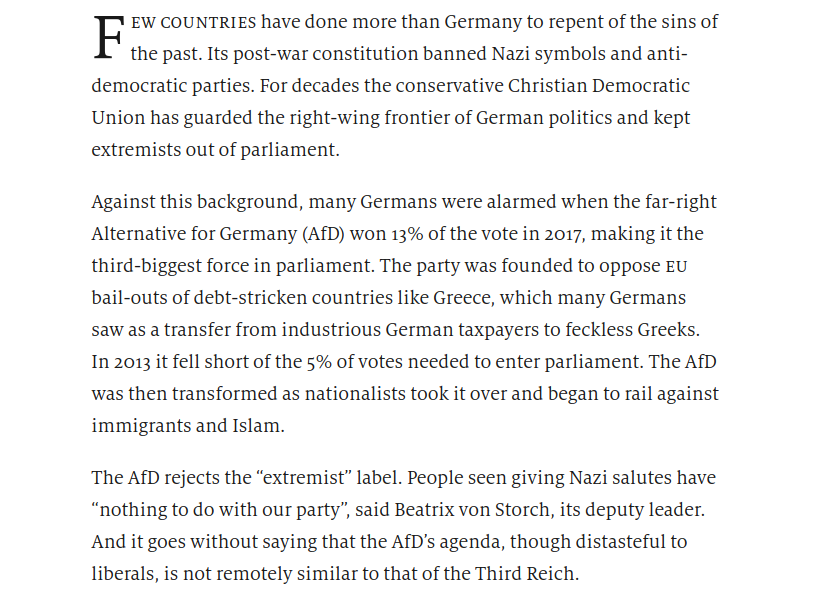 FEW COUNTRIES have done more than Germany to repent of the sins of
the past. Its post-war constitution banned Nazi symbols and anti-
democratic parties. For decades the conservative Christian Democratic
Union has guarded the right-wing frontier of German politics and kept
extremists out of parliament.
Against this background, many Germans were alarmed when the far-right
Alternative for Germany (AfD) won 13% of the vote in 2017, making it the
third-biggest force in parliament. The party was founded to oppose EU
bail-outs of debt-stricken countries like Greece, which many Germans
saw as a transfer from industrious German taxpayers to feckless Greeks.
In 2013 it fell short of the 5% of votes needed to enter parliament. The AfD
was then transformed as nationalists took it over and began to rail against
immigrants and Islam.
The AfD rejects the “extremist” label. People seen giving Nazi salutes have
“nothing to do with our party”, said Beatrix von Storch, its deputy leader.
And it goes without saying that the AfD’s agenda, though distasteful to
liberals, is not remotely similar to that of the Third Reich.